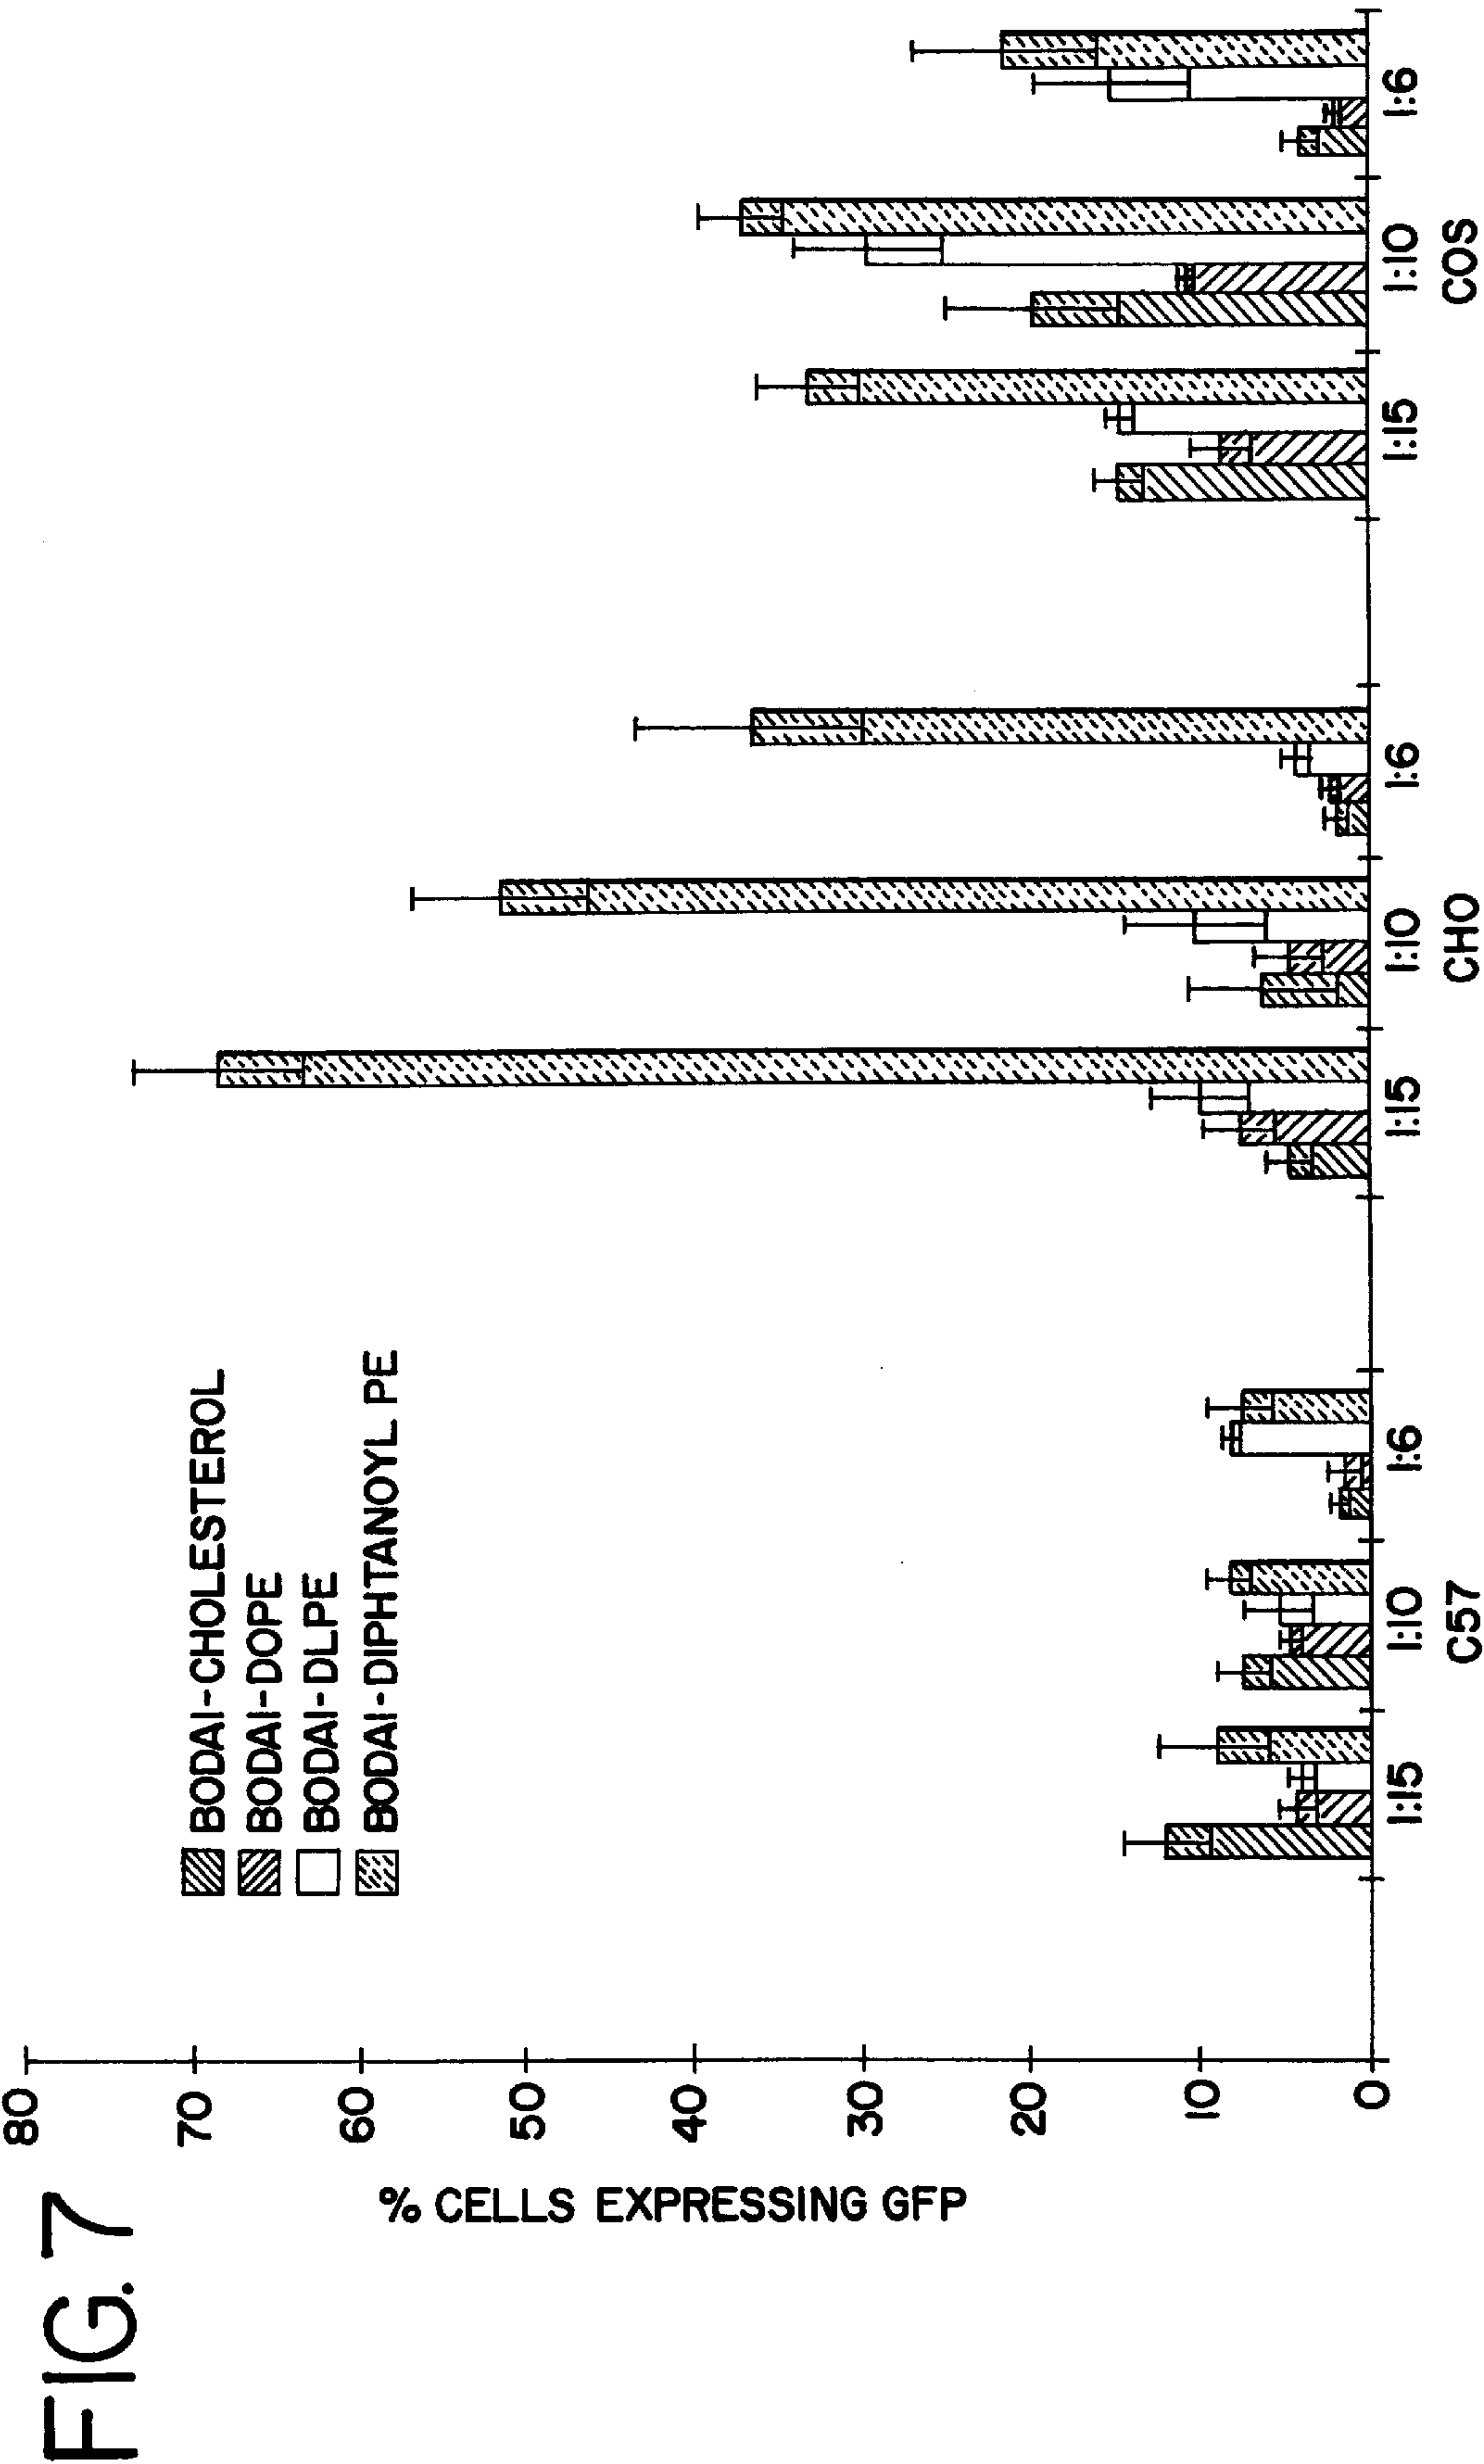 FIG. 7
% CELLS EXPRESSING GFP
80
70
60
50
40
30
20
10
0
BODAI-CHOLESTEROL
BODAI-DOPE
BODAI-DLPE
BODAI-DIPHTANOYL PE
1:15 1:10 1:6 1:15 1:10 1:6 1:15 1:10 1:6
C57 CHO COS